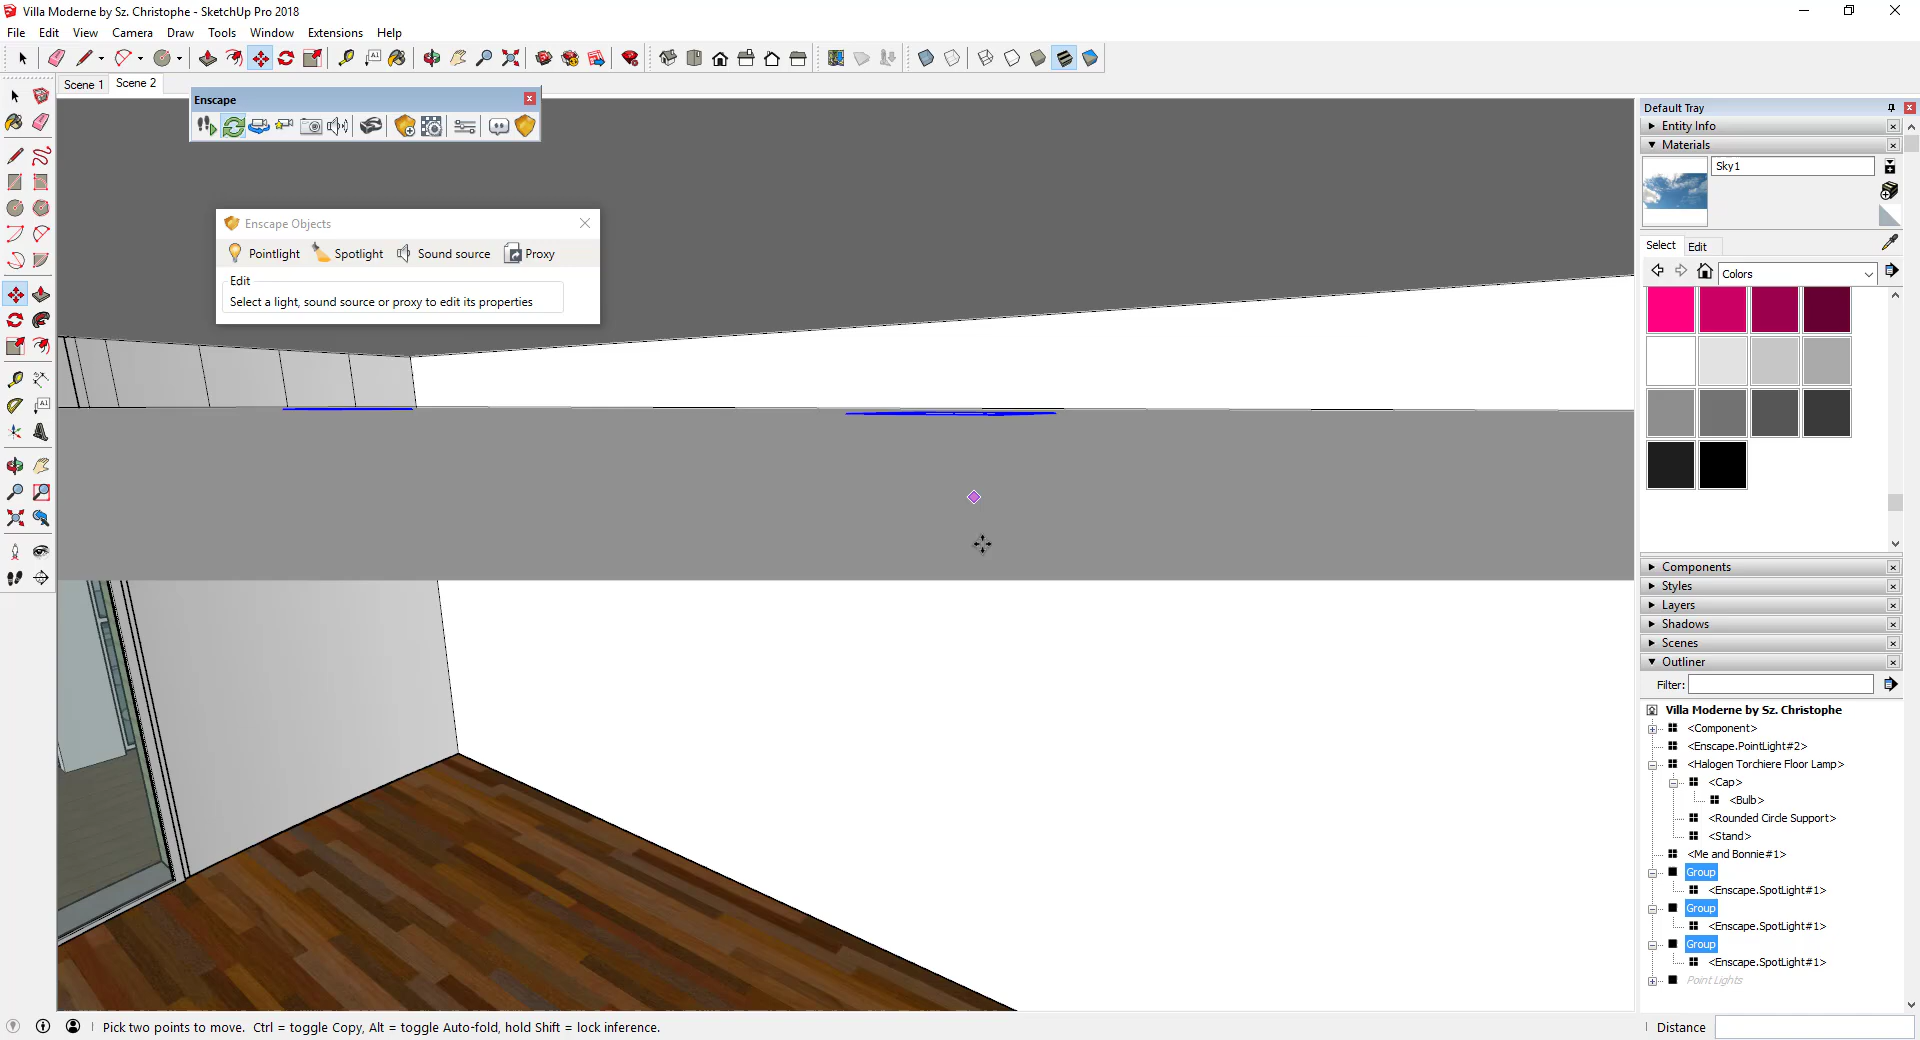 Villa Moderne by Sz. Christophe - SketchUp Pro 2018
File Edit View Camera Draw Tools Window Extensions Help
Scene 1 Scene 2
Enscape
Enscape Objects
Pointlight Spotlight Sound source Proxy
Edit
Select a light, sound source or proxy to edit its properties
Default Tray
Entity Info
Materials
Sky1
Select Edit
Colors
Components
Styles
Layers
Shadows
Scenes
Outliner
Filter:
Villa Moderne by Sz. Christophe
<Component>
<Enscape.PointLight#2>
<Halogen Torchiere Floor Lamp>
<Cap>
<Bulb>
<Rounded Circle Support>
<Stand>
<Me and Bonnie#1>
Group
<Enscape.SpotLight#1>
Group
<Enscape.SpotLight#1>
Group
<Enscape.SpotLight#1>
Point Lights
Pick two points to move. Ctrl = toggle Copy, Alt = toggle Auto-fold, hold Shift = lock inference.
Distance